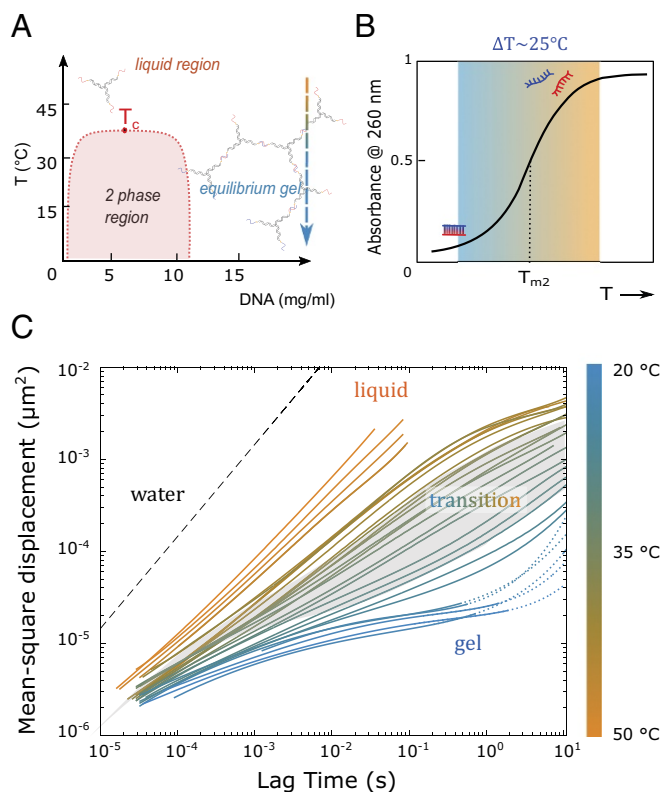 A
liquid region
45
T_c
30
T (°C)
equilibrium gel
2 phase
region
15
0
0
5
10
15
DNA (mg/ml)
B
ΔT~25°C
1
Absorbance @ 260 nm
0.5
0
T_m2
T
C
10⁻²
liquid
20 °C
water
10⁻³
transition
Mean-square displacement (µm²)
10⁻⁴
35 °C
10⁻⁵
gel
10⁻⁶
50 °C
10⁻⁵
10⁻⁴
10⁻³
10⁻²
10⁻¹
10⁰
10¹
Lag Time (s)